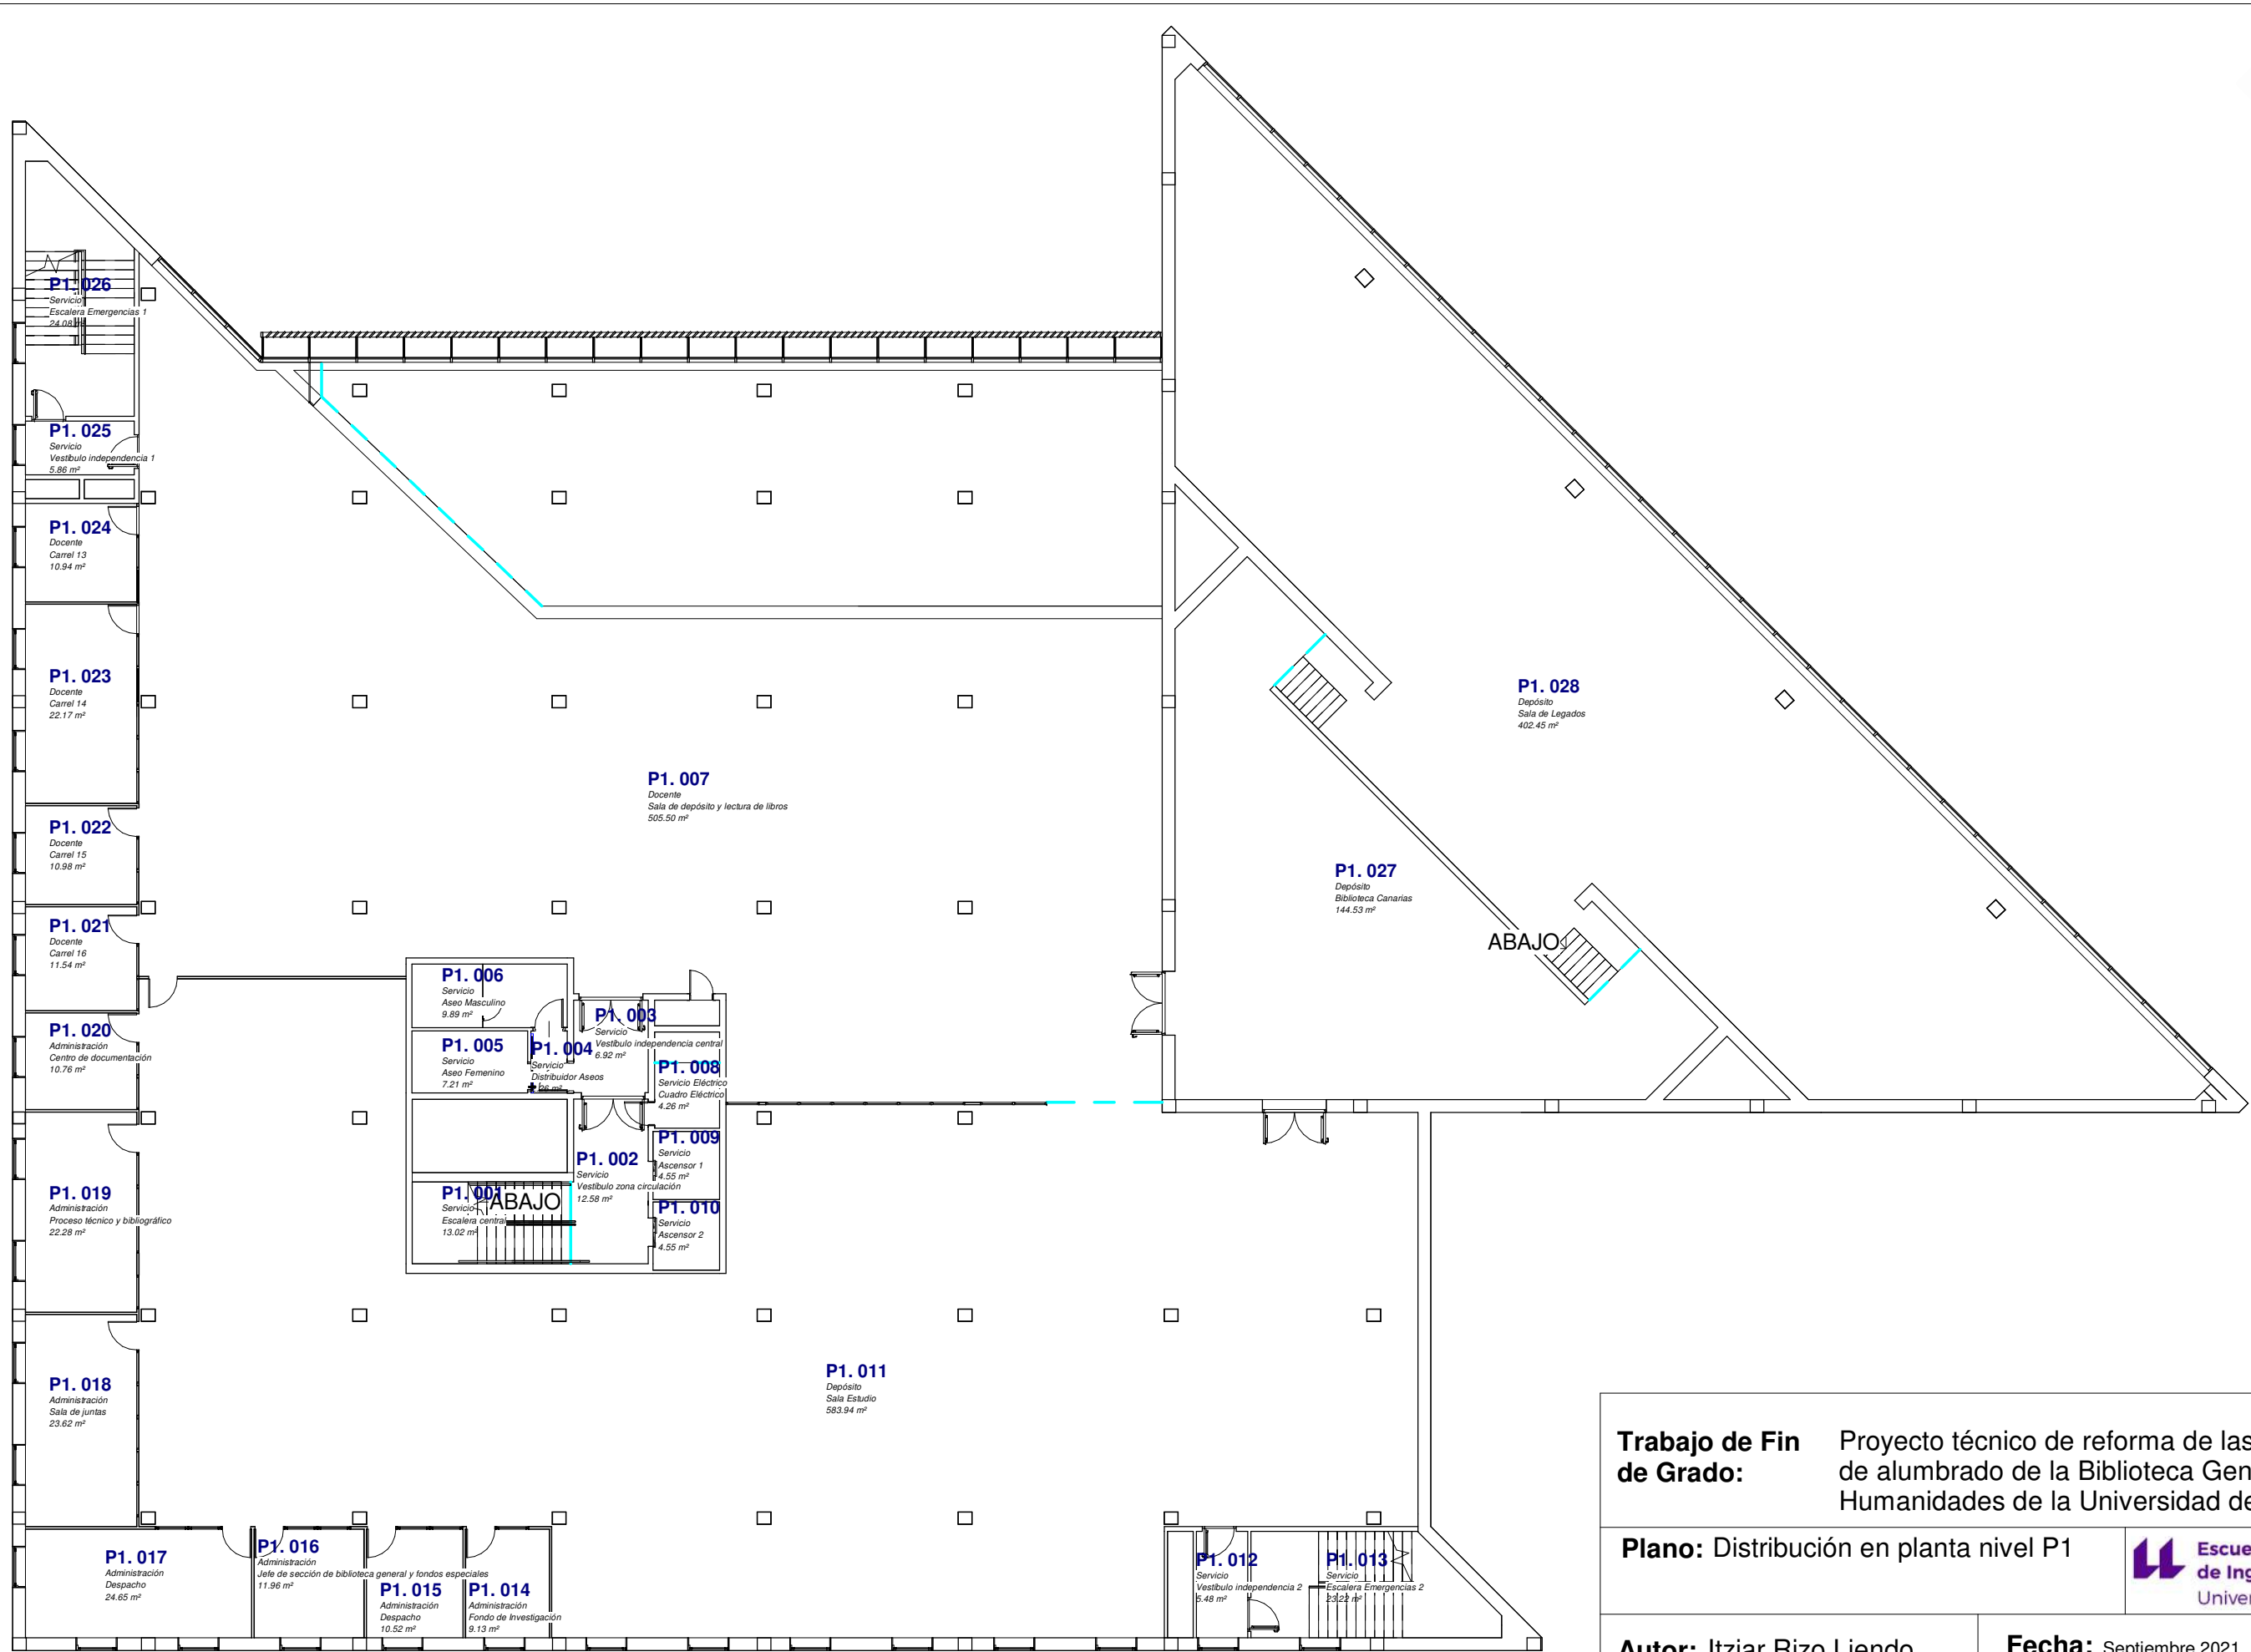 P1. 026
Servicio
Escalera Emergencias 1
24.08 m²
P1. 025
Servicio
Vestíbulo independencia 1
5.86 m²
P1. 024
Docente
Carrel 13
10.94 m²
P1. 023
Docente
Carrel 14
22.17 m²
P1. 028
Depósito
Sala de Legados
402.45 m²
P1. 007
Docente
Sala de depósito y lectura de libros
505.50 m²
P1. 022
Docente
Carrel 15
10.98 m²
P1. 027
Depósito
Biblioteca Canarias
144.53 m²
P1. 021
Docente
Carrel 16
11.54 m²
ABAJO
P1. 006
Servicio
Aseo Masculino
9.89 m²
P1. 003
Servicio
Vestíbulo independencia central
6.92 m²
P1. 020
Administración
Centro de documentación
10.76 m²
P1. 005
Servicio
Aseo Femenino
7.21 m²
P1. 004
Servicio
Distribuidor Aseos
P1. 008
Servicio Eléctrico
Cuadro Eléctrico
4.26 m²
P1. 009
Servicio
Ascensor 1
4.55 m²
P1. 002
Servicio
Vestíbulo zona circulación
12.58 m²
P1. 019
Administración
Proceso técnico y bibliográfico
22.28 m²
P1. 001
Servicio
Escalera central
13.02 m²
ABAJO
P1. 010
Servicio
Ascensor 2
4.55 m²
P1. 011
Depósito
Sala Estudio
583.94 m²
P1. 018
Administración
Sala de juntas
23.62 m²
P1. 017
Administración
Despacho
24.65 m²
P1. 016
Administración
Jefe de sección de biblioteca general y fondos especiales
11.96 m²
P1. 015
Administración
Despacho
10.52 m²
P1. 014
Administración
Fondo de Investigación
9.13 m²
P1. 012
Servicio
Vestíbulo independencia 2
5.48 m²
P1. 013
Servicio
Escalera Emergencias 2
23.22 m²
Trabajo de Fin de Grado:
Proyecto técnico de reforma de las
de alumbrado de la Biblioteca Gen
Humanidades de la Universidad de
Plano: Distribución en planta nivel P1
Escue
de Ing
Univer
Autor: Itziar Rizo Liendo
Fecha: Septiembre 2021